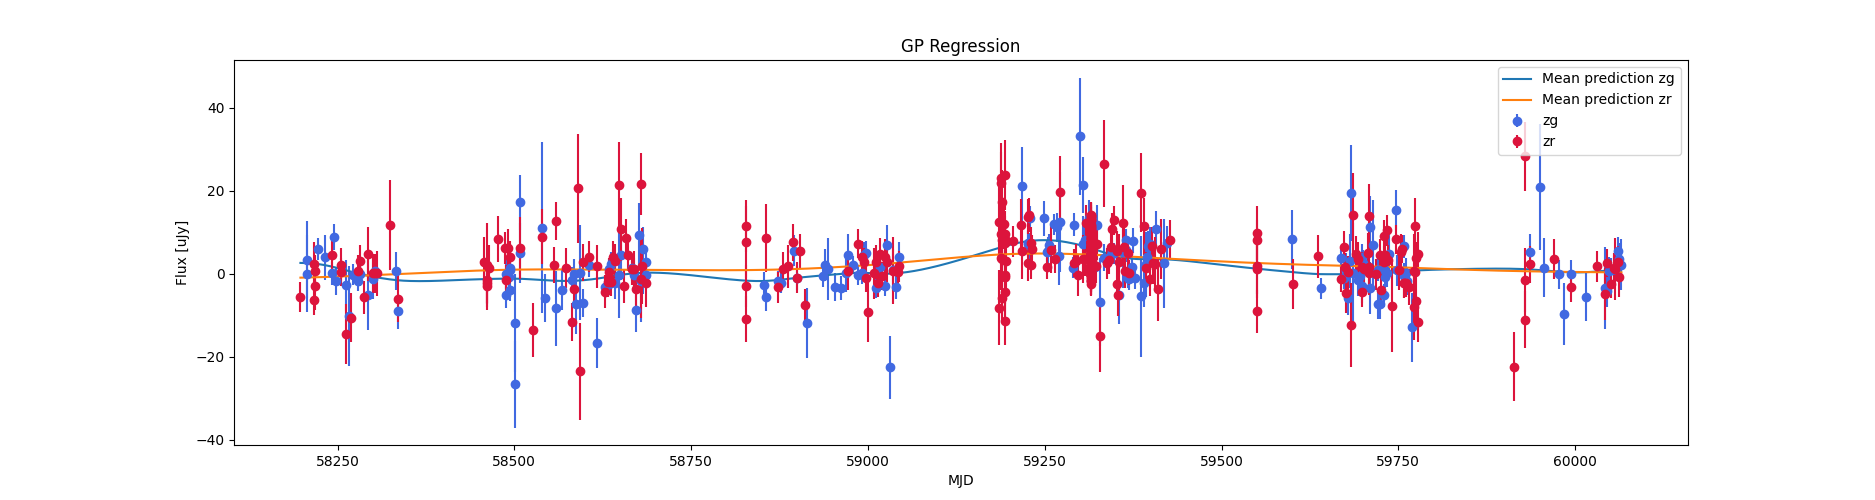 GP Regression
Flux [uJy]
40
20
0
−20
−40
Mean prediction zg
Mean prediction zr
zg
zr
58250
58500
58750
59000
59250
59500
59750
60000
MJD